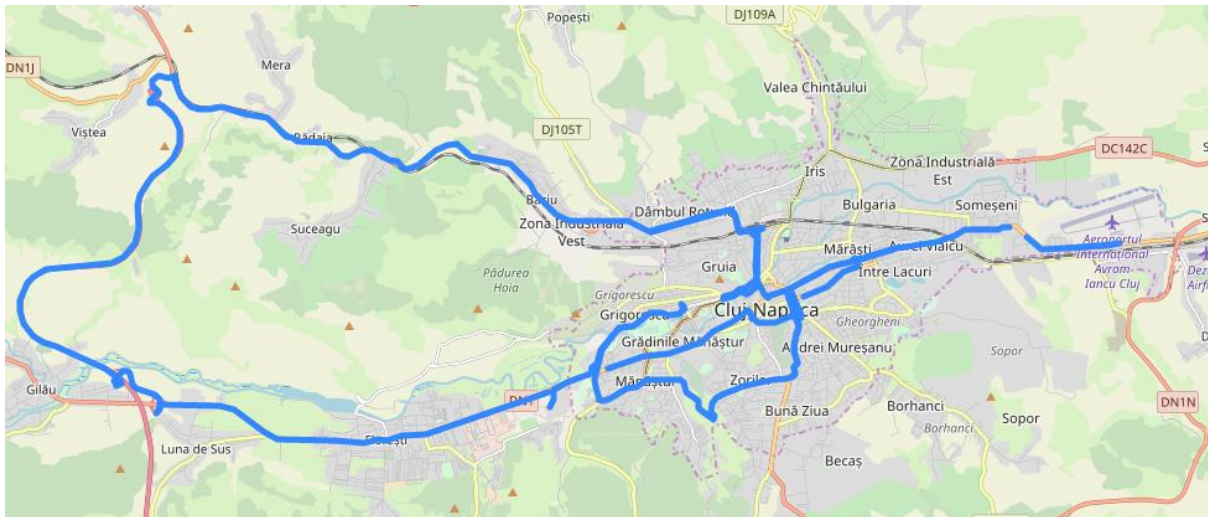 DJ109A
Popești
DN1J
Mera
Valea Chintăului
Viștea
DJ105T
Rădaia
DC142C
Zona Industrială
Est
Iris
Baciu
Dâmbul Rotund
Bulgaria
Someșeni
Zona Industrială
Vest
Suceagu
Mărăști
Aurel Vlaicu
Aeroportul
Internațional
Avram
Iancu Cluj
Gruia
Între Lacuri
Pădurea
Hoia
Grigorescu
Grigorescu
Cluj-Napoca
Gheorgheni
Grădinile Mănăștur
Andrei Mureșanu
Sopor
Gilău
Mănăștur
Zorilor
DN1
Bună Ziua
Borhanci
Borhanci
Sopor
DN1N
Luna de Sus
Florești
Becaș